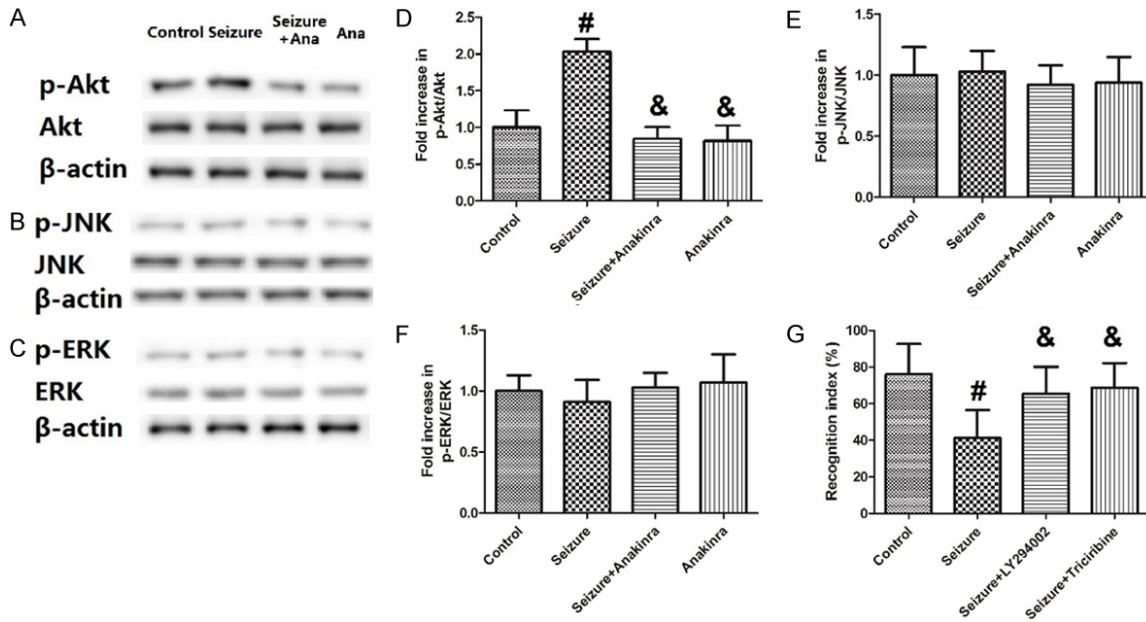 A
Control Seizure Seizure +Ana Ana
p-Akt
Akt
β-actin
B
p-JNK
JNK
β-actin
C
p-ERK
ERK
β-actin
D
Fold increase in
p-Akt/Akt
2.5
2.0
1.5
1.0
0.5
0.0
#
&
&
Control
Seizure
Seizure+Anakinra
Anakinra
E
Fold increase in
p-JNK/JNK
1.5
1.0
0.5
0.0
Control
Seizure
Seizure+Anakinra
Anakinra
F
Fold increase in
p-ERK/ERK
1.5
1.0
0.5
0.0
Control
Seizure
Seizure+Anakinra
Anakinra
G
Recognition index (%)
100
80
60
40
20
0
#
&
&
Control
Seizure
Seizure+LY294002
Seizure+Triciribine